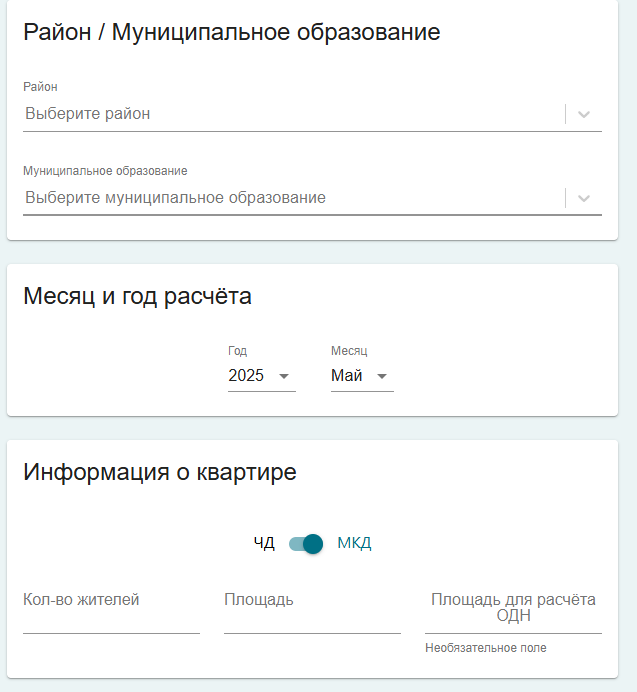 Район / Муниципальное образование
Район
Выберите район
Муниципальное образование
Выберите муниципальное образование
Месяц и год расчёта
Год Месяц
2025 Май
Информация о квартире
ЧД МКД
Кол-во жителей Площадь Площадь для расчёта
ОДН
Необязательное поле